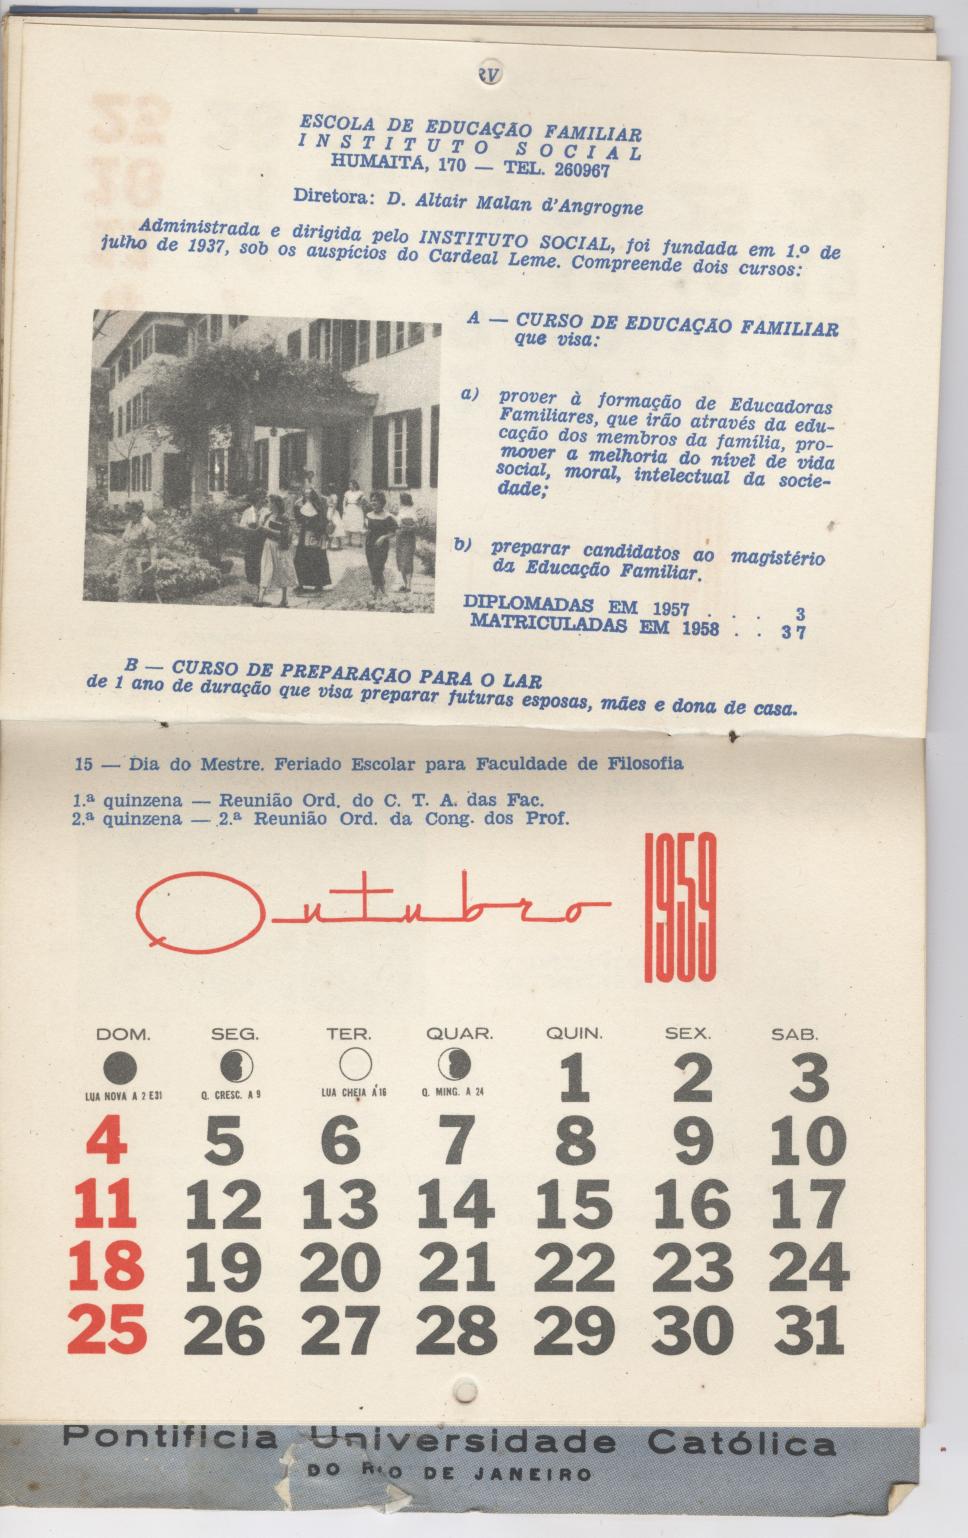 ESCOLA DE EDUCAÇÃO FAMILIAR
INSTITUTO SOCIAL
HUMAITÁ, 170 — TEL. 260967
Diretora: D. Altair Malan d'Angrogne
Administrada e dirigida pelo INSTITUTO SOCIAL, foi fundada em 1.º de
julho de 1937, sob os auspícios do Cardeal Leme. Compreende dois cursos:
A — CURSO DE EDUCAÇÃO FAMILIAR
que visa:
a) prover à formação de Educadoras
Familiares, que irão através da edu-
cação dos membros da família, pro-
mover a melhoria do nível de vida
social, moral, intelectual da socie-
dade;
b) preparar candidatos ao magistério
da Educação Familiar.
DIPLOMADAS EM 1957 . . . 3
MATRICULADAS EM 1958 . . 37
B — CURSO DE PREPARAÇÃO PARA O LAR
de 1 ano de duração que visa preparar futuras esposas, mães e dona de casa.
15 — Dia do Mestre. Feriado Escolar para Faculdade de Filosofia
1.ª quinzena — Reunião Ord. do C. T. A. das Fac.
2.ª quinzena — 2.ª Reunião Ord. da Cong. dos Prof.
Outubro 1959
DOM. SEG. TER. QUAR. QUIN. SEX. SAB.
LUA NOVA A 2 E 31 Q. CRESC. A 9 LUA CHEIA A 16 Q. MING. A 24 1 2 3
4 5 6 7 8 9 10
11 12 13 14 15 16 17
18 19 20 21 22 23 24
25 26 27 28 29 30 31
Pontifícia Universidade Católica
DO RIO DE JANEIRO